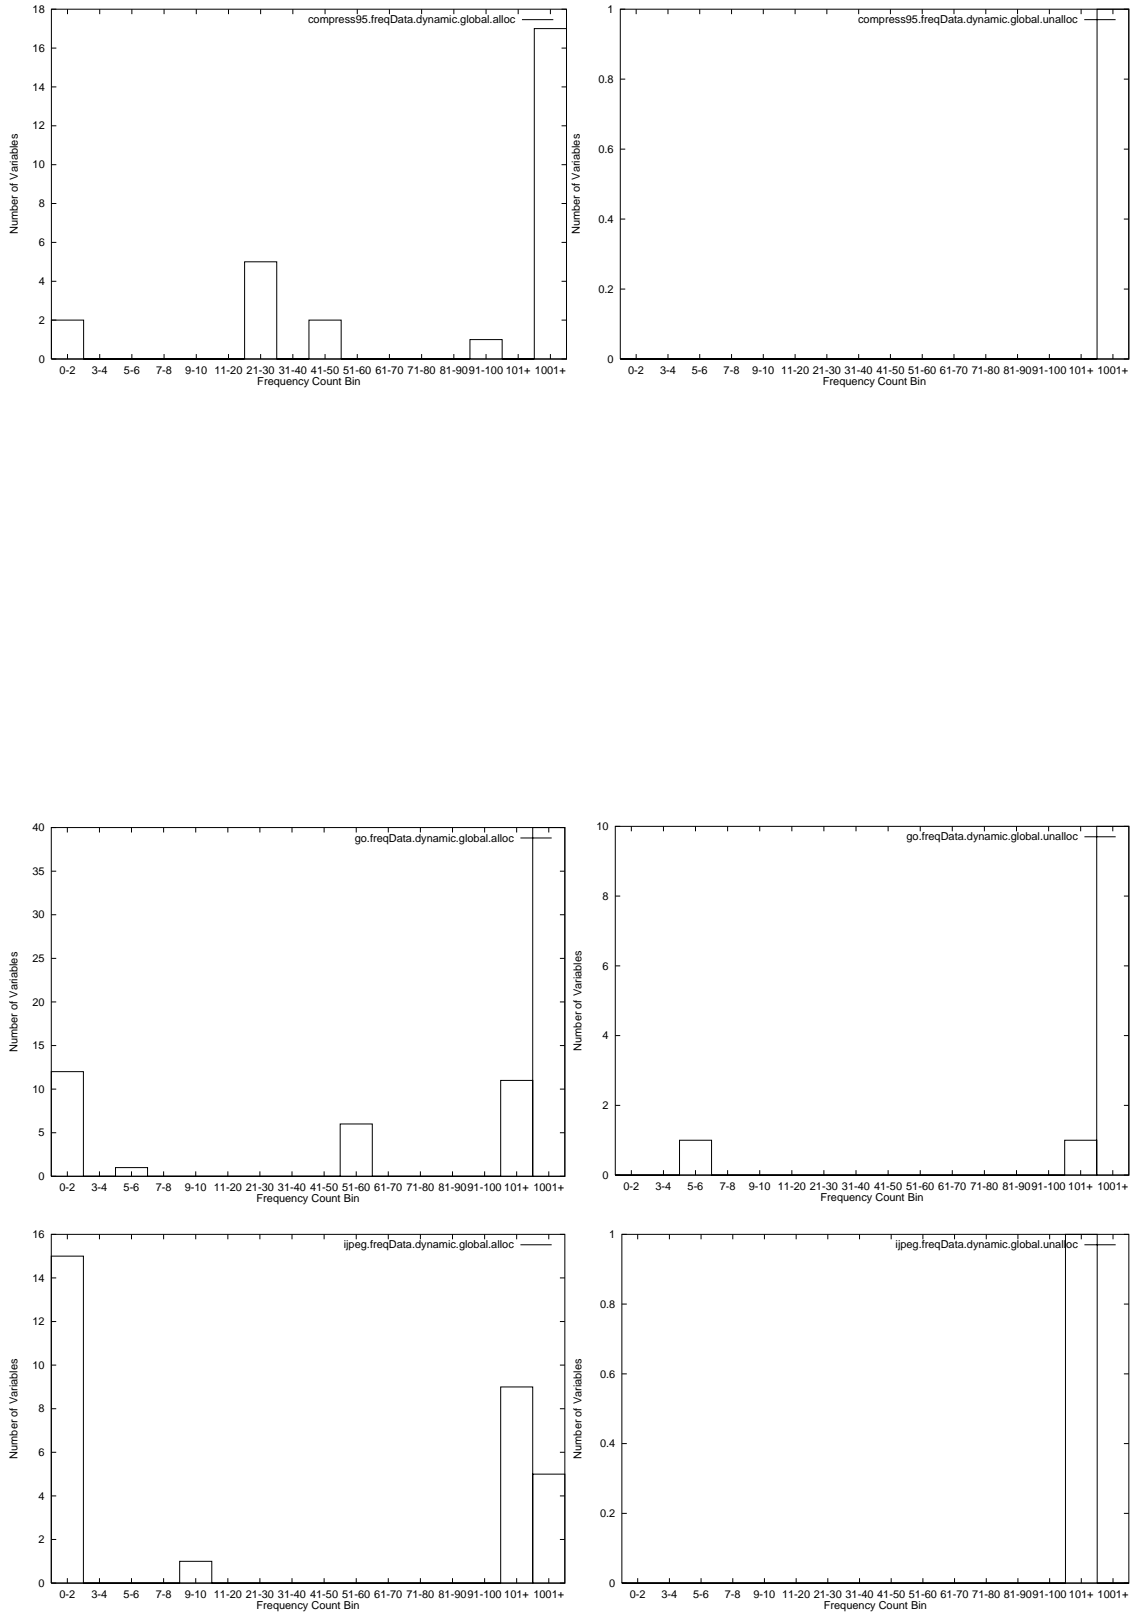 compress95.freqData.dynamic.global.alloc
Number of Variables
18
16
14
12
10
8
6
4
2
0
0-2 3-4 5-6 7-8 9-10 11-20 21-30 31-40 41-50 51-60 61-70 71-80 81-90 91-100 101+ 1001+
Frequency Count Bin
compress95.freqData.dynamic.global.unalloc
Number of Variables
1
0.8
0.6
0.4
0.2
0
0-2 3-4 5-6 7-8 9-10 11-20 21-30 31-40 41-50 51-60 61-70 71-80 81-90 91-100 101+ 1001+
Frequency Count Bin
go.freqData.dynamic.global.alloc
Number of Variables
40
35
30
25
20
15
10
5
0
0-2 3-4 5-6 7-8 9-10 11-20 21-30 31-40 41-50 51-60 61-70 71-80 81-90 91-100 101+ 1001+
Frequency Count Bin
go.freqData.dynamic.global.unalloc
Number of Variables
10
8
6
4
2
0
0-2 3-4 5-6 7-8 9-10 11-20 21-30 31-40 41-50 51-60 61-70 71-80 81-90 91-100 101+ 1001+
Frequency Count Bin
ijpeg.freqData.dynamic.global.alloc
Number of Variables
16
14
12
10
8
6
4
2
0
0-2 3-4 5-6 7-8 9-10 11-20 21-30 31-40 41-50 51-60 61-70 71-80 81-90 91-100 101+ 1001+
Frequency Count Bin
ijpeg.freqData.dynamic.global.unalloc
Number of Variables
1
0.8
0.6
0.4
0.2
0
0-2 3-4 5-6 7-8 9-10 11-20 21-30 31-40 41-50 51-60 61-70 71-80 81-90 91-100 101+ 1001+
Frequency Count Bin